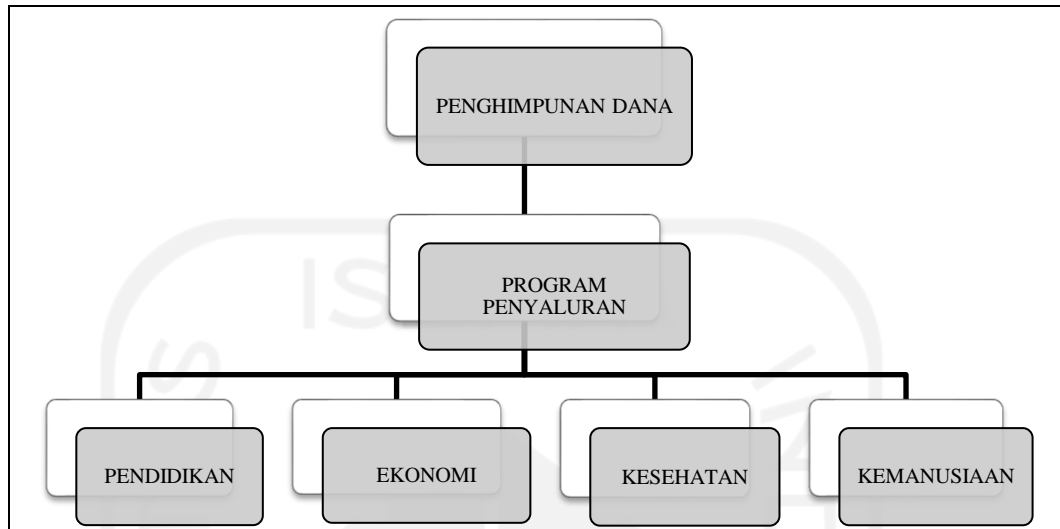 PENGHIMPUNAN DANA
PROGRAM
PENYALURAN
PENDIDIKAN
EKONOMI
KESEHATAN
KEMANUSIAAN